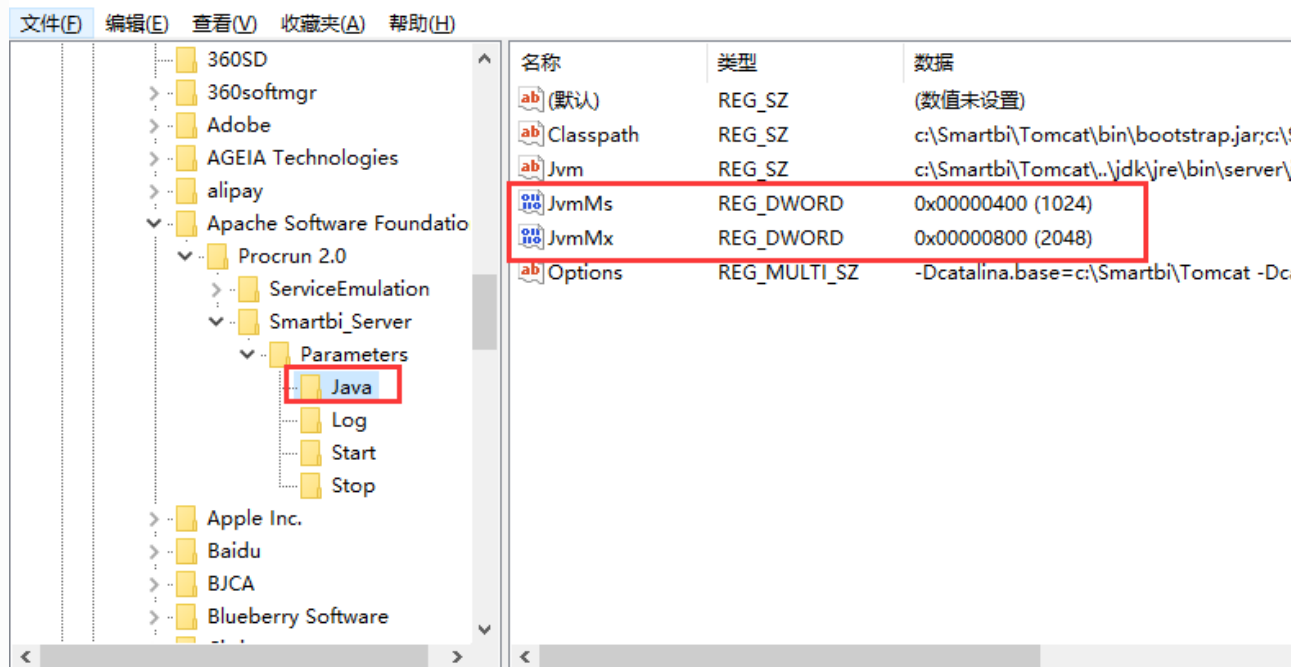 文件(F) 编辑(E) 查看(V) 收藏夹(A) 帮助(H)
360SD
360softmgr
Adobe
AGEIA Technologies
alipay
Apache Software Foundatio
Procrun 2.0
ServiceEmulation
Smartbi_Server
Parameters
Java
Log
Start
Stop
Apple Inc.
Baidu
BJCA
Blueberry Software
名称 类型 数据
(默认) REG_SZ (数值未设置)
Classpath REG_SZ c:\Smartbi\Tomcat\bin\bootstrap.jar;c:\S
Jvm REG_SZ c:\Smartbi\Tomcat\..\jdk\jre\bin\server\
JvmMs REG_DWORD 0x00000400 (1024)
JvmMx REG_DWORD 0x00000800 (2048)
Options REG_MULTI_SZ -Dcatalina.base=c:\Smartbi\Tomcat -Dc